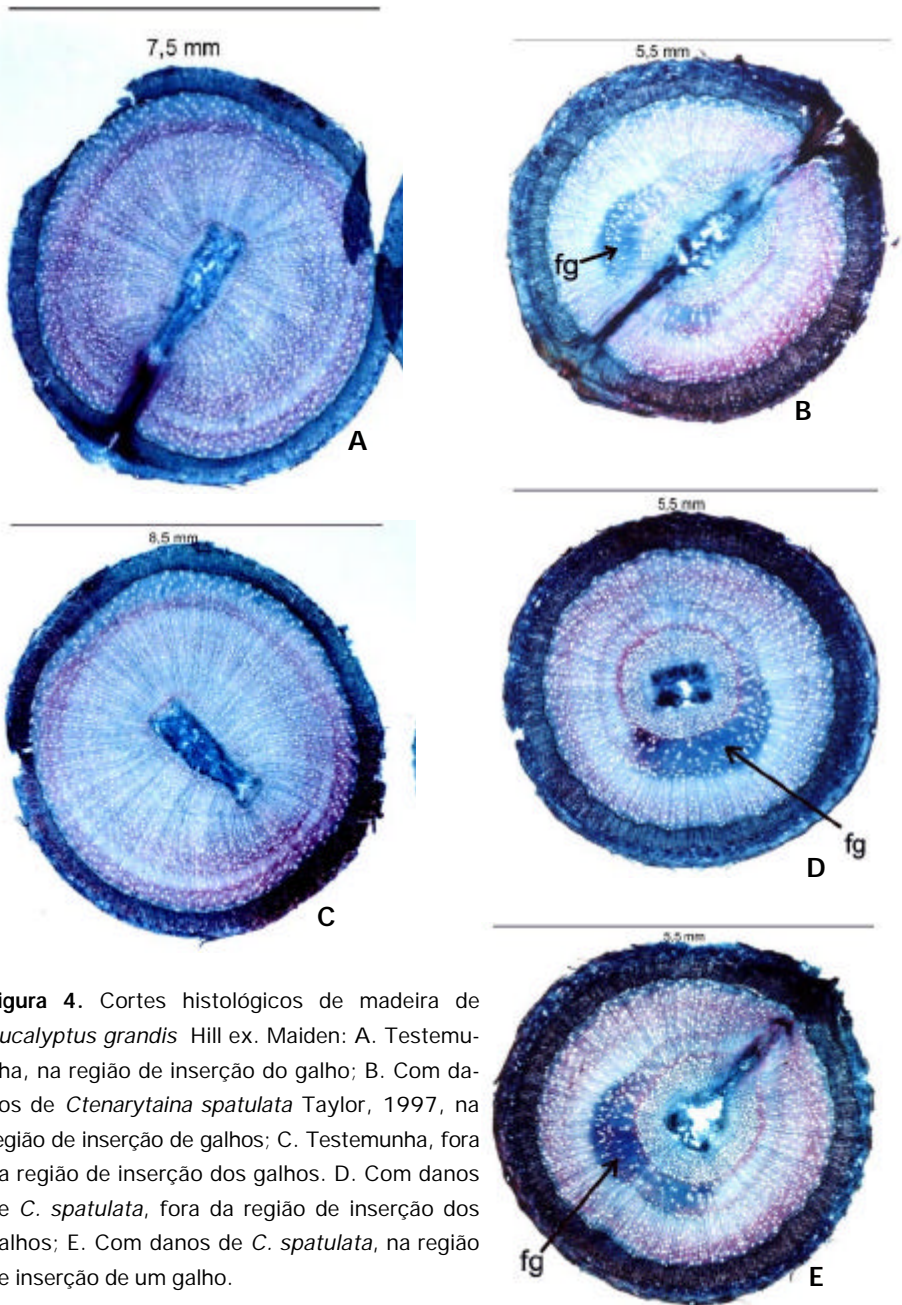 7,5 mm
A
5,5 mm
fg
B
8,5 mm
C
5,5 mm
fg
D
5,5 mm
fg
E
igura 4. Cortes histológicos de madeira de
ucalyptus grandis Hill ex. Maiden: A. Testemu-
ha, na região de inserção do galho; B. Com da-
os de Ctenarytaina spatulata Taylor, 1997, na
egião de inserção de galhos; C. Testemunha, fora
a região de inserção dos galhos. D. Com danos
e C. spatulata, fora da região de inserção dos
alhos; E. Com danos de C. spatulata, na região
e inserção de um galho.